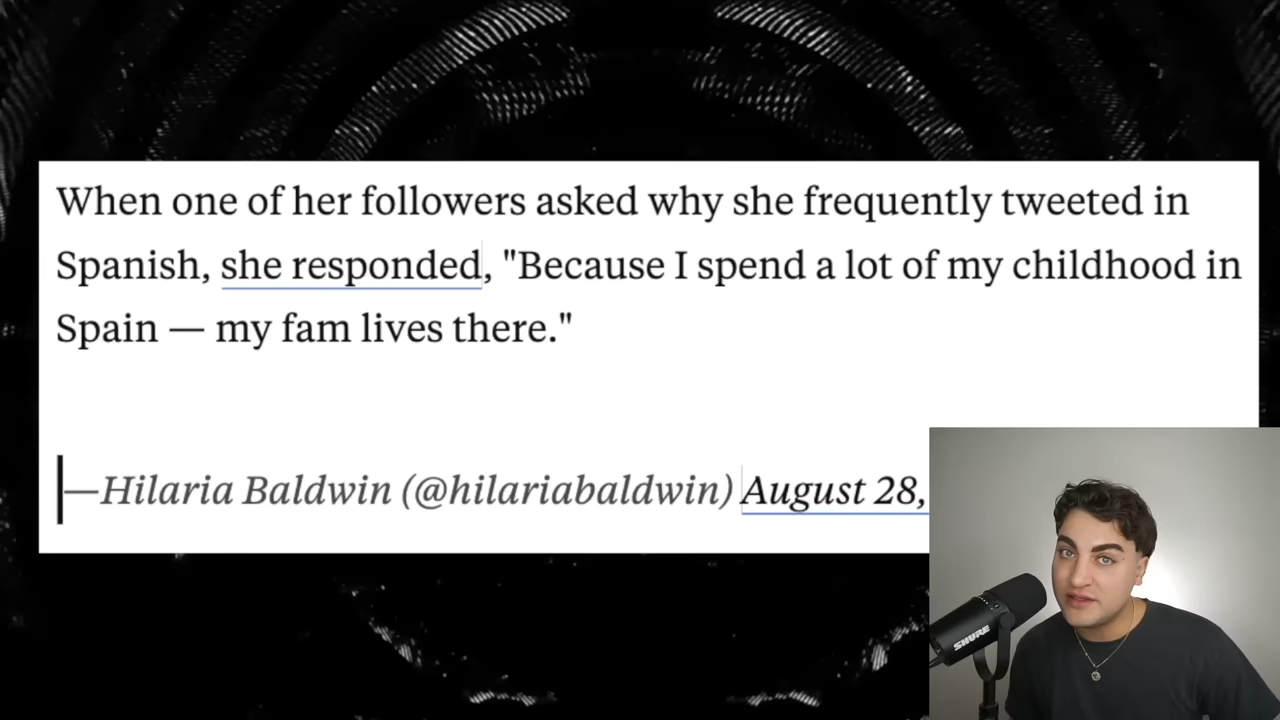 When one of her followers asked why she frequently tweeted in
Spanish, she responded, "Because I spend a lot of my childhood in
Spain — my fam lives there."
—Hilaria Baldwin (@hilariabaldwin) August 28,
SHURE